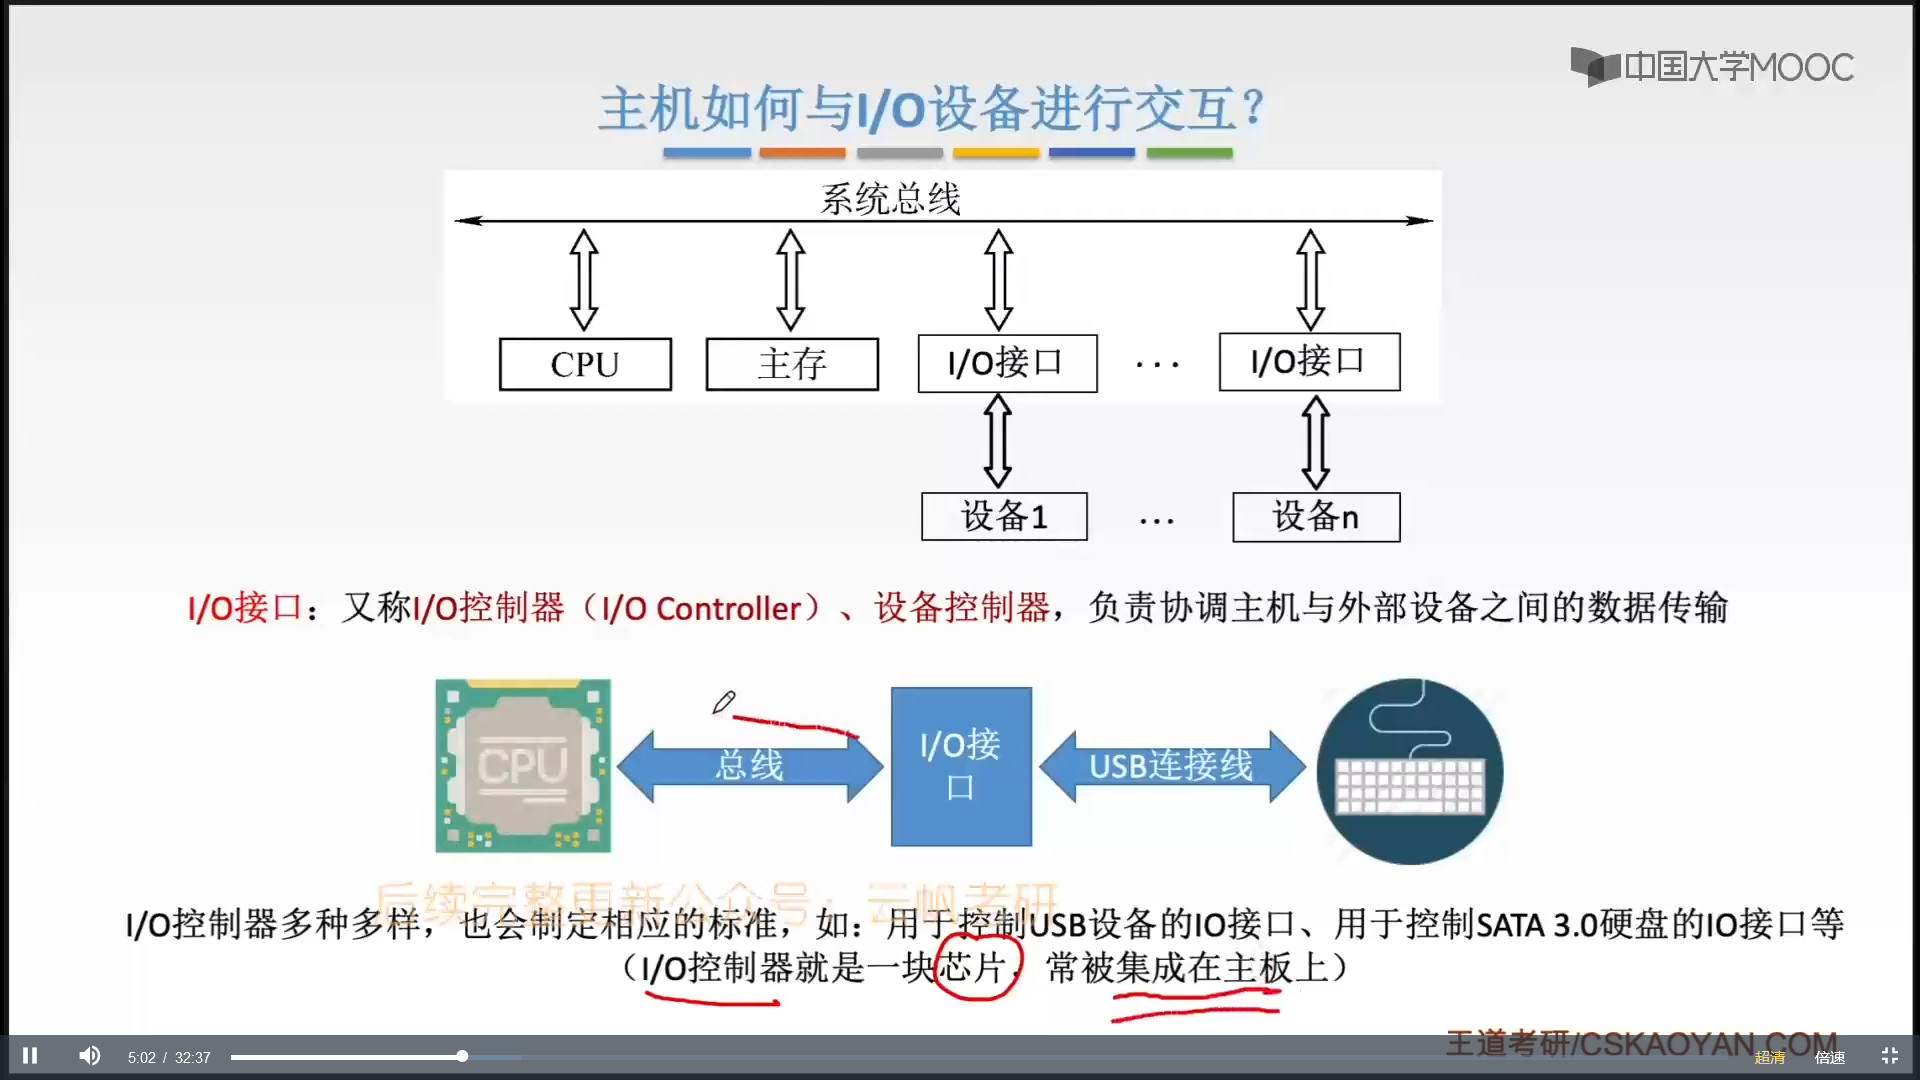 中国大学MOOC
主机如何与I/O设备进行交互？
系统总线
CPU
主存
I/O接口
···
I/O接口
设备1
···
设备n
I/O接口：又称I/O控制器（I/O Controller）、设备控制器，负责协调主机与外部设备之间的数据传输
CPU
总线
I/O接
口
USB连接线
后续完整更新公众号：云帆考研
I/O控制器多种多样，也会制定相应的标准，如：用于控制USB设备的IO接口、用于控制SATA 3.0硬盘的IO接口等
（I/O控制器就是一块芯片，常被集成在主板上）
王道考研/CSKAOYAN.COM
5:02 / 32:37
超清
倍速